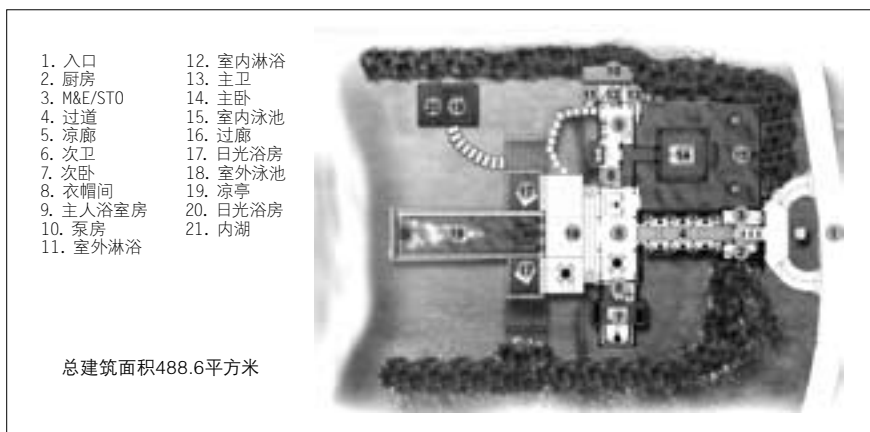 1. 入口
2. 厨房
3. M&E/STO
4. 过道
5. 凉廊
6. 次卫
7. 次卧
8. 衣帽间
9. 主人浴室房
10. 泵房
11. 室外淋浴
12. 室内淋浴
13. 主卫
14. 主卧
15. 室内泳池
16. 过廊
17. 日光浴房
18. 室外泳池
19. 凉亭
20. 日光浴房
21. 内湖
总建筑面积488.6平方米